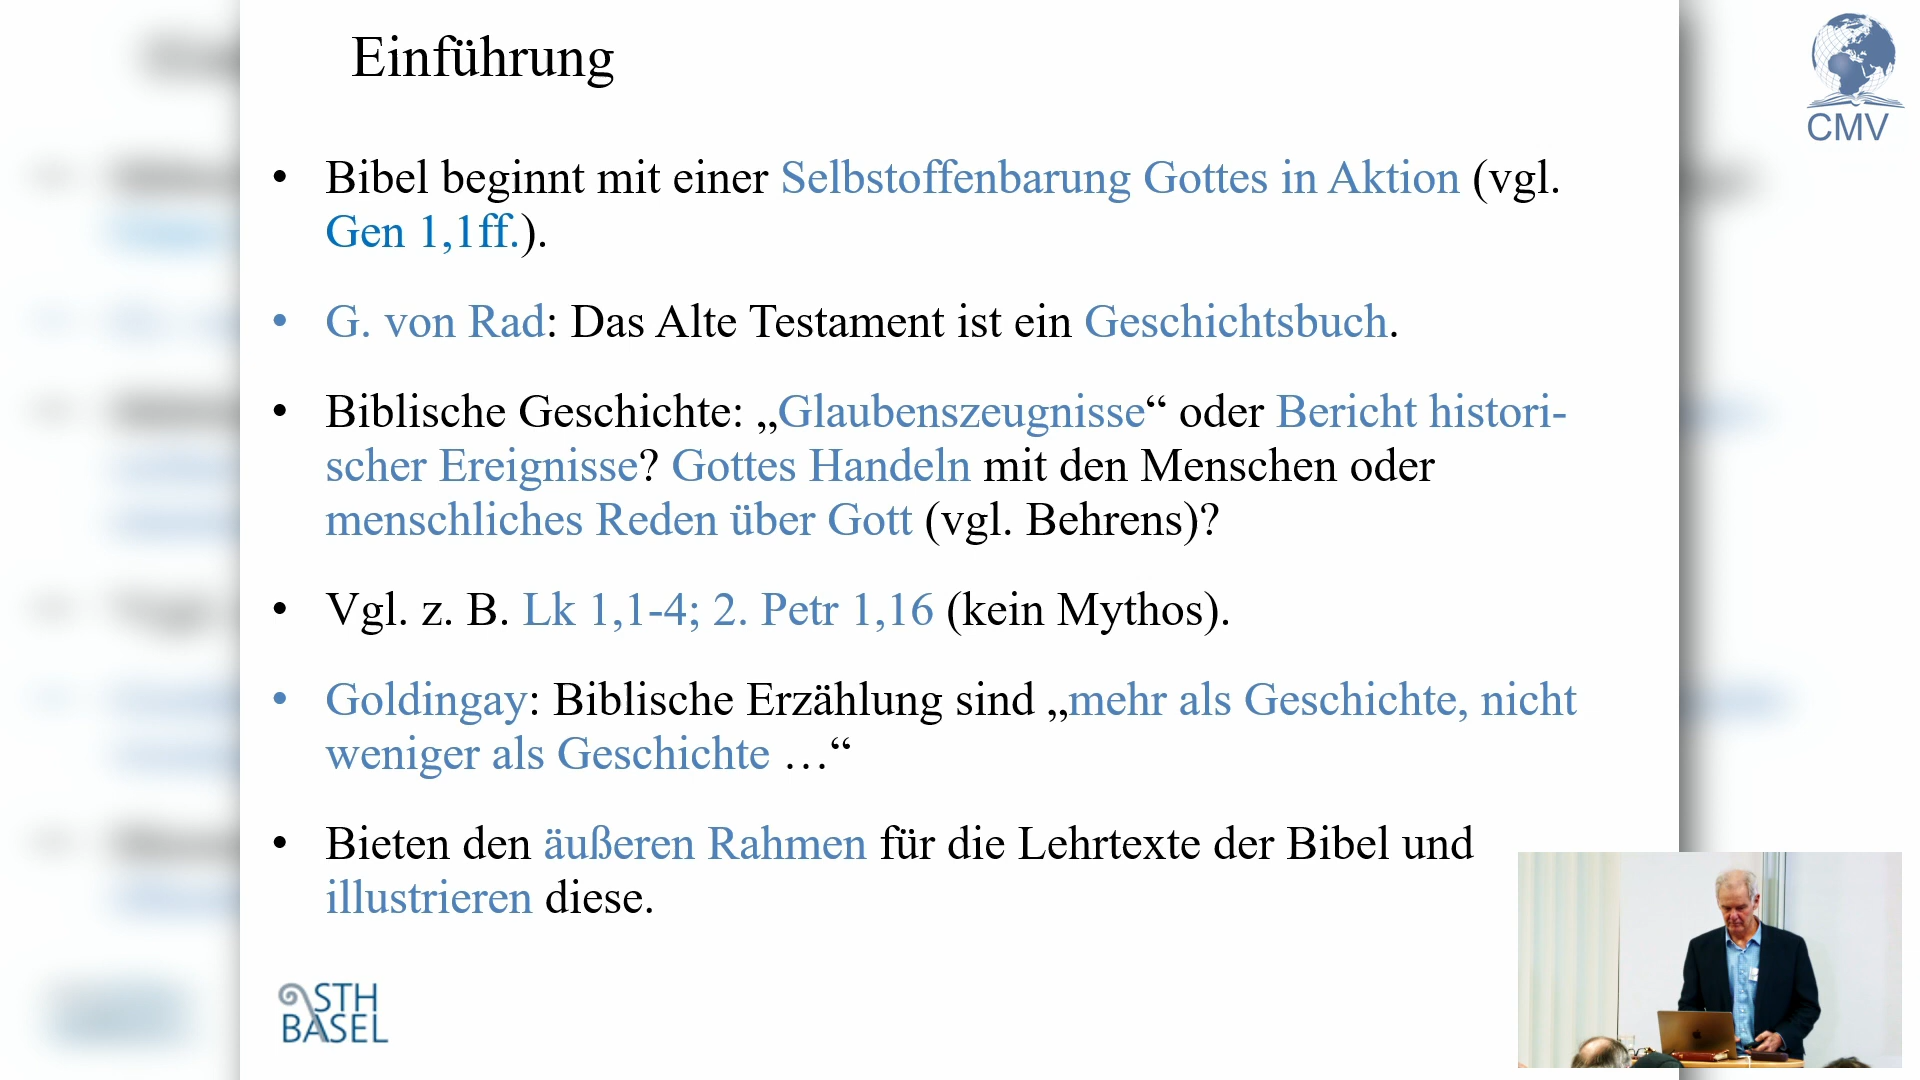 Einführung
CMV
• Bibel beginnt mit einer Selbstoffenbarung Gottes in Aktion (vgl.
Gen 1,1ff.).
• G. von Rad: Das Alte Testament ist ein Geschichtsbuch.
• Biblische Geschichte: „Glaubenszeugnisse“ oder Bericht histori-
scher Ereignisse? Gottes Handeln mit den Menschen oder
menschliches Reden über Gott (vgl. Behrens)?
• Vgl. z. B. Lk 1,1-4; 2. Petr 1,16 (kein Mythos).
• Goldingay: Biblische Erzählung sind „mehr als Geschichte, nicht
weniger als Geschichte …“
• Bieten den äußeren Rahmen für die Lehrtexte der Bibel und
illustrieren diese.
STH
BASEL